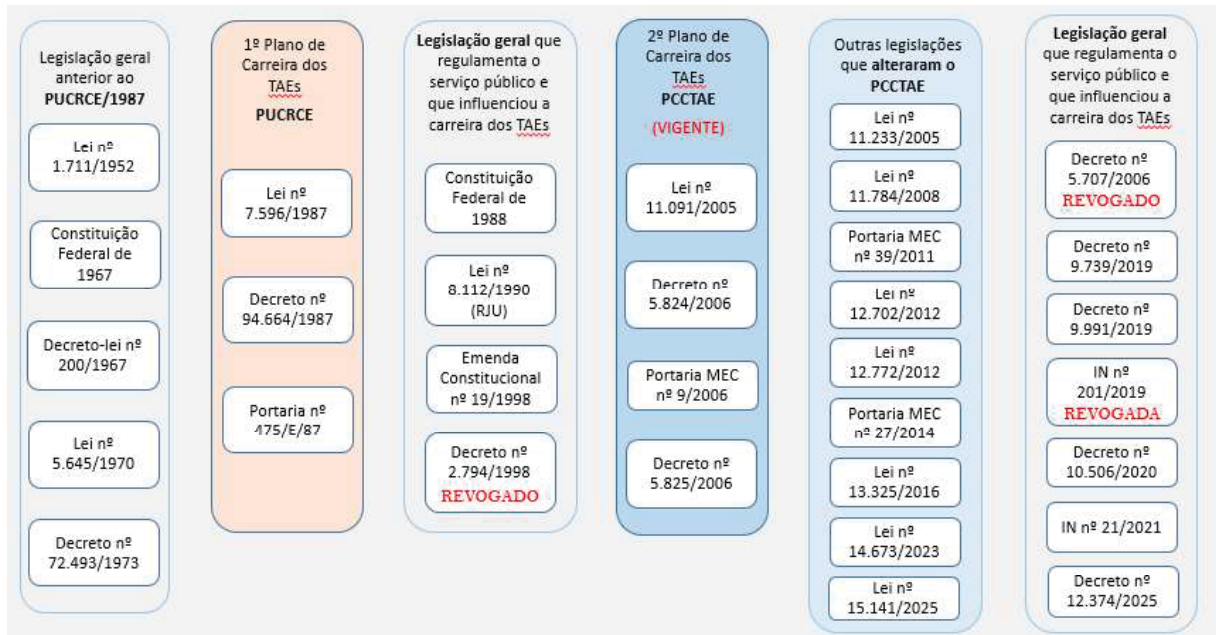 Legislação geral
anterior ao
PUCRCE/1987
Lei nº
1.711/1952
Constituição
Federal de
1967
Decreto-lei nº
200/1967
Lei nº
5.645/1970
Decreto nº
72.493/1973
1º Plano de
Carreira dos
TAEs
PUCRCE
Lei nº
7.596/1987
Decreto nº
94.664/1987
Portaria nº
475/E/87
Legislação geral que
regulamenta o
serviço público e
que influenciou a
carreira dos TAEs
Constituição
Federal de
1988
Lei nº
8.112/1990
(RJU)
Emenda
Constitucional
nº 19/1998
Decreto nº
2.794/1998
REVOGADO
2º Plano de
Carreira dos
TAEs
PCCTAE
(VIGENTE)
Lei nº
11.091/2005
Decreto nº
5.824/2006
Portaria MEC
nº 9/2006
Decreto nº
5.825/2006
Outras legislações
que alteraram o
PCCTAE
Lei nº
11.233/2005
Lei nº
11.784/2008
Portaria MEC
nº 39/2011
Lei nº
12.702/2012
Lei nº
12.772/2012
Portaria MEC
nº 27/2014
Lei nº
13.325/2016
Lei nº
14.673/2023
Lei nº
15.141/2025
Legislação geral
que regulamenta o
serviço público e
que influenciou a
carreira dos TAEs
Decreto nº
5.707/2006
REVOGADO
Decreto nº
9.739/2019
Decreto nº
9.991/2019
IN nº
201/2019
REVOGADA
Decreto nº
10.506/2020
IN nº 21/2021
Decreto nº
12.374/2025